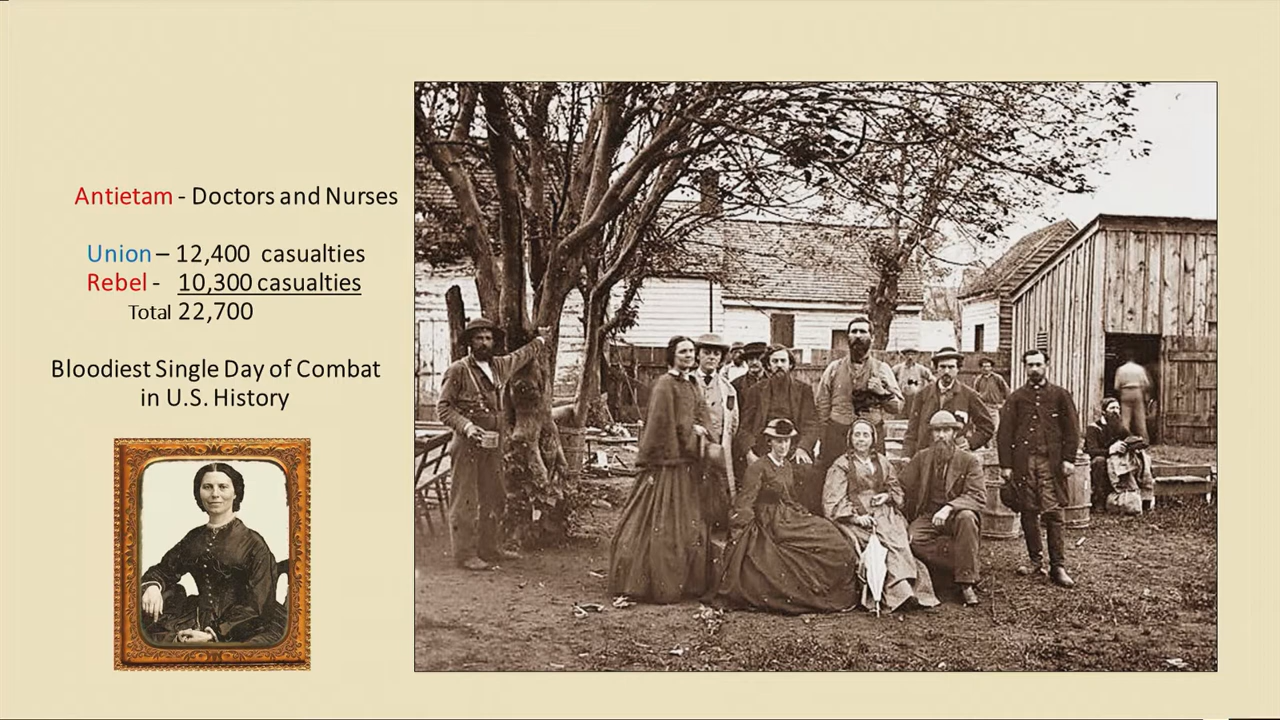 Antietam - Doctors and Nurses
Union – 12,400 casualties
Rebel - 10,300 casualties
Total 22,700
Bloodiest Single Day of Combat
in U.S. History